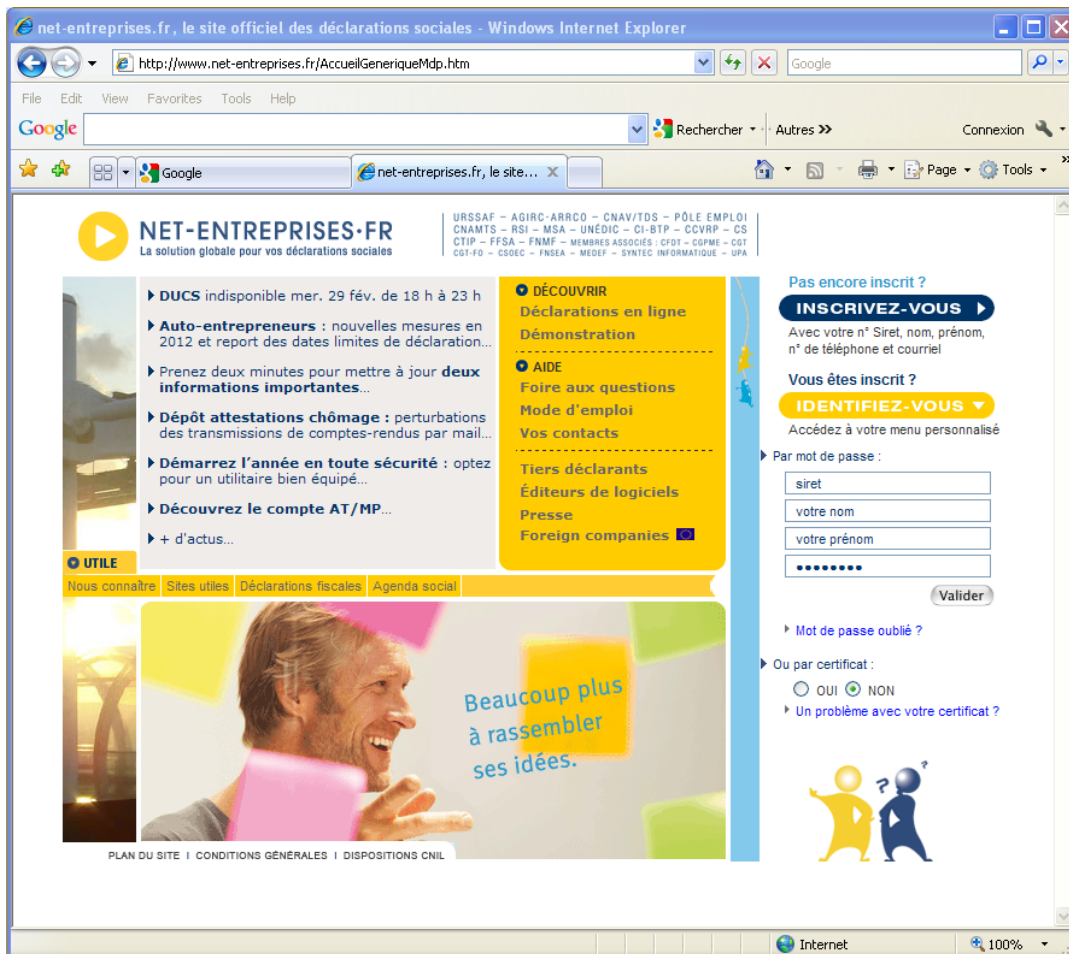 net-entreprises.fr, le site officiel des déclarations sociales - Windows Internet Explorer
http://www.net-entreprises.fr/AccueilGeneriqueMdp.htm
Google
File Edit View Favorites Tools Help
Google
Rechercher
Autres >>
Connexion
Google
net-entreprises.fr, le site...
Page
Tools
NET-ENTREPRISES•FR
La solution globale pour vos déclarations sociales
URSSAF – AGIRC-ARRCO – CNAV/TDS – PÔLE EMPLOI
CNAMTS – RSI – MSA – UNÉDIC – CI-BTP – CCVRP – CS
CTIP – FFSA – FNMF – MEMBRES ASSOCIÉS : CFDT – CGPME – CGT
CGT-FO – CSOEC – FNSEA – MEDEF – SYNTEC INFORMATIQUE – UPA
DUCS indisponible mer. 29 fév. de 18 h à 23 h
Auto-entrepreneurs : nouvelles mesures en
2012 et report des dates limites de déclaration...
Prenez deux minutes pour mettre à jour deux
informations importantes...
Dépôt attestations chômage : perturbations
des transmissions de comptes-rendus par mail...
Démarrez l'année en toute sécurité : optez
pour un utilitaire bien équipé...
Découvrez le compte AT/MP...
+ d'actus...
DÉCOUVRIR
Déclarations en ligne
Démonstration
AIDE
Foire aux questions
Mode d'emploi
Vos contacts
Tiers déclarants
Éditeurs de logiciels
Presse
Foreign companies
Pas encore inscrit ?
INSCRIVEZ-VOUS
Avec votre n° Siret, nom, prénom,
n° de téléphone et courriel
Vous êtes inscrit ?
IDENTIFIEZ-VOUS
Accédez à votre menu personnalisé
Par mot de passe :
siret
votre nom
votre prénom
••••••••
Valider
Mot de passe oublié ?
Ou par certificat :
OUI NON
Un problème avec votre certificat ?
UTILE
Nous connaître Sites utiles Déclarations fiscales Agenda social
Beaucoup plus
à rassembler
ses idées.
? ?
PLAN DU SITE I CONDITIONS GÉNÉRALES I DISPOSITIONS CNIL
Internet
100%